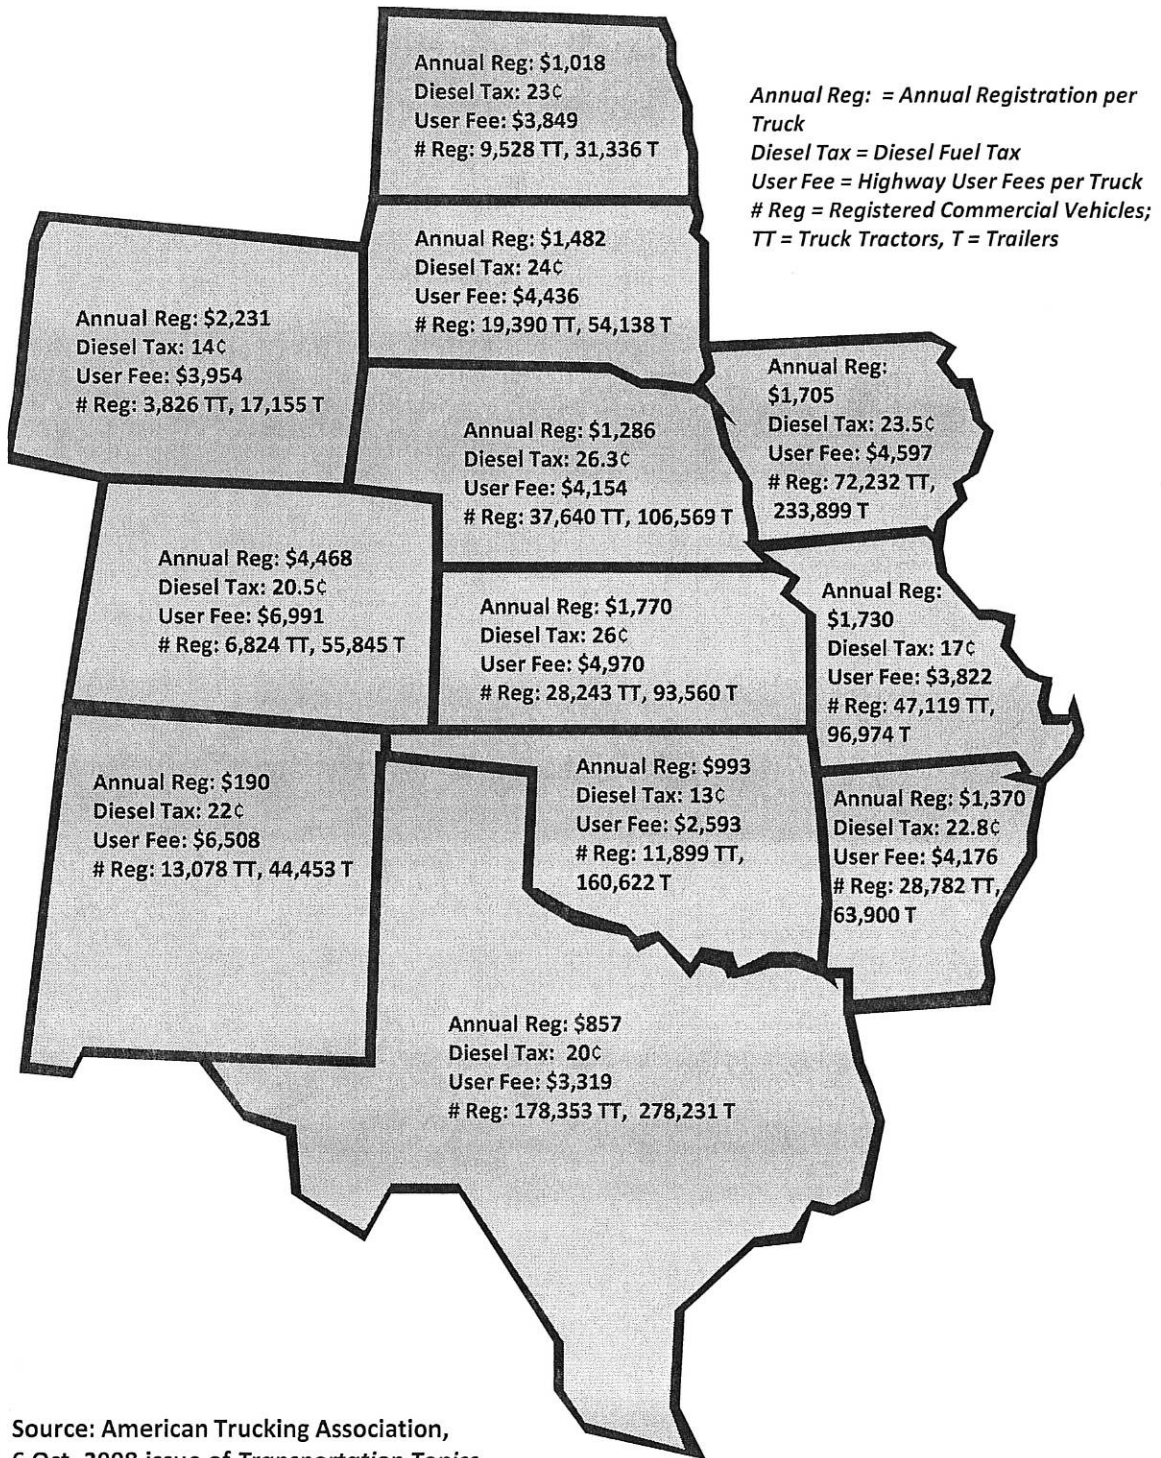 Annual Reg: $1,018
Diesel Tax: 23¢
User Fee: $3,849
# Reg: 9,528 TT, 31,336 T
Annual Reg: = Annual Registration per
Truck
Diesel Tax = Diesel Fuel Tax
User Fee = Highway User Fees per Truck
# Reg = Registered Commercial Vehicles;
TT = Truck Tractors, T = Trailers
Annual Reg: $1,482
Diesel Tax: 24¢
User Fee: $4,436
# Reg: 19,390 TT, 54,138 T
Annual Reg: $2,231
Diesel Tax: 14¢
User Fee: $3,954
# Reg: 3,826 TT, 17,155 T
Annual Reg:
$1,705
Diesel Tax: 23.5¢
User Fee: $4,597
# Reg: 72,232 TT,
233,899 T
Annual Reg: $1,286
Diesel Tax: 26.3¢
User Fee: $4,154
# Reg: 37,640 TT, 106,569 T
Annual Reg: $4,468
Diesel Tax: 20.5¢
User Fee: $6,991
# Reg: 6,824 TT, 55,845 T
Annual Reg: $1,770
Diesel Tax: 26¢
User Fee: $4,970
# Reg: 28,243 TT, 93,560 T
Annual Reg:
$1,730
Diesel Tax: 17¢
User Fee: $3,822
# Reg: 47,119 TT,
96,974 T
Annual Reg: $190
Diesel Tax: 22¢
User Fee: $6,508
# Reg: 13,078 TT, 44,453 T
Annual Reg: $993
Diesel Tax: 13¢
User Fee: $2,593
# Reg: 11,899 TT,
160,622 T
Annual Reg: $1,370
Diesel Tax: 22.8¢
User Fee: $4,176
# Reg: 28,782 TT,
63,900 T
Annual Reg: $857
Diesel Tax: 20¢
User Fee: $3,319
# Reg: 178,353 TT, 278,231 T
Source: American Trucking Association,
6 Oct. 2008 issue of Transportation Topics